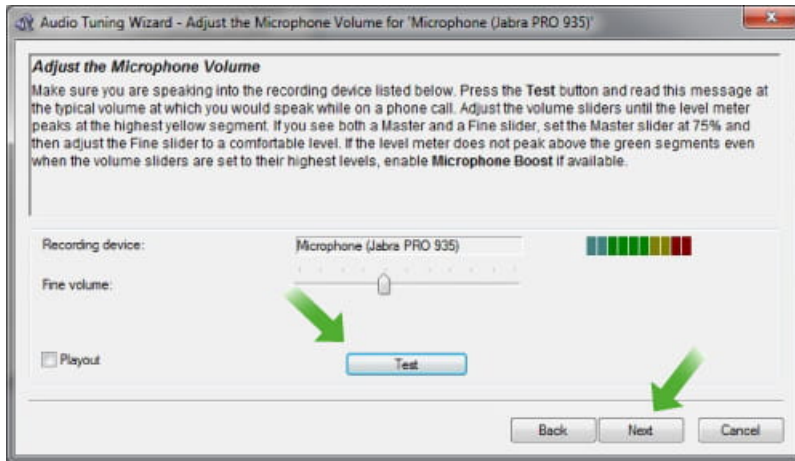 Audio Tuning Wizard - Adjust the Microphone Volume for 'Microphone (Jabra PRO 935)'
Adjust the Microphone Volume
Make sure you are speaking into the recording device listed below. Press the Test button and read this message at
the typical volume at which you would speak while on a phone call. Adjust the volume sliders until the level meter
peaks at the highest yellow segment. If you see both a Master and a Fine slider, set the Master slider at 75% and
then adjust the Fine slider to a comfortable level. If the level meter does not peak above the green segments even
when the volume sliders are set to their highest levels, enable Microphone Boost if available.
Recording device: Microphone (Jabra PRO 935)
Fine volume:
Playout Test
Back Next Cancel